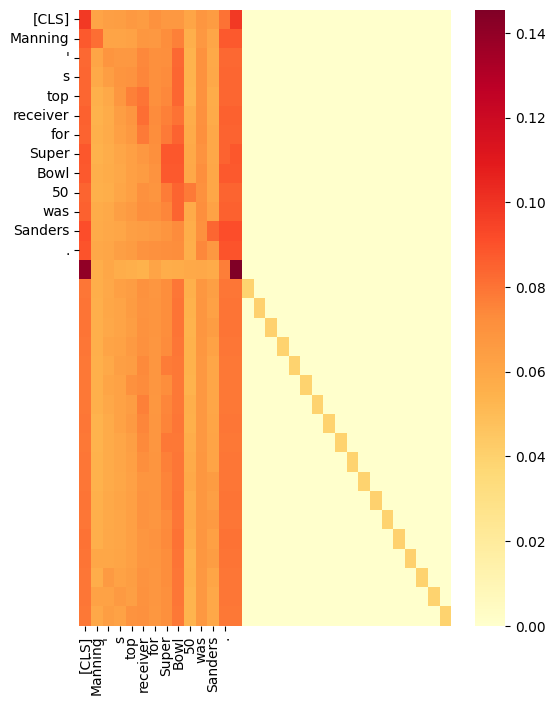 [CLS]
Manning
'
s
top
receiver
for
Super
Bowl
50
was
Sanders
.
[CLS]
Manning
'
s
top
receiver
for
Super
Bowl
50
was
Sanders
.
0.14
0.12
0.10
0.08
0.06
0.04
0.02
0.00